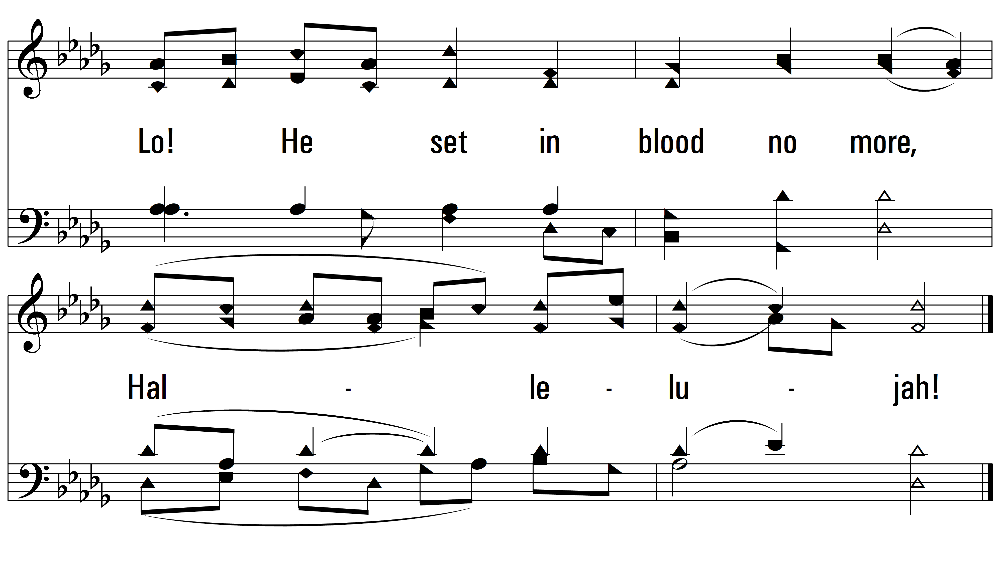 Lo! He set in blood no more,
Hal - le - lu - jah!